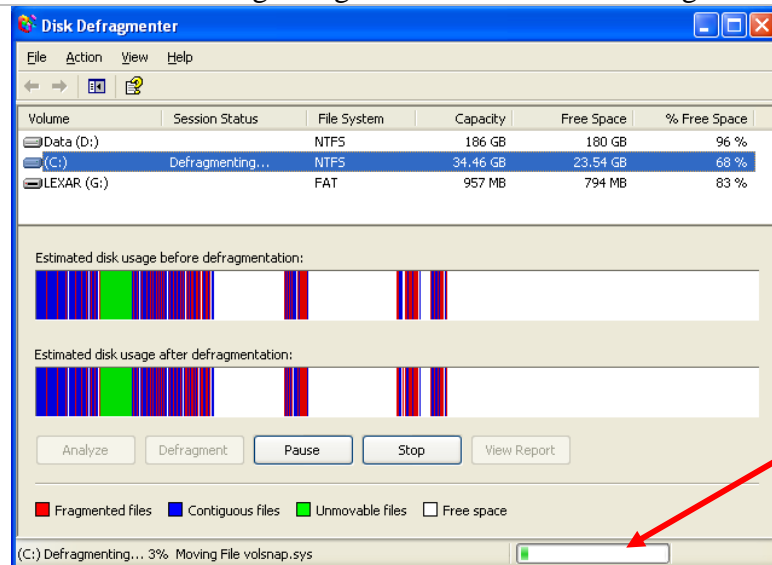 Disk Defragmenter
File Action View Help
Volume Session Status File System Capacity Free Space % Free Space
Data (D:) NTFS 186 GB 180 GB 96 %
(C:) Defragmenting... NTFS 34.46 GB 23.54 GB 68 %
LEXAR (G:) FAT 957 MB 794 MB 83 %
Estimated disk usage before defragmentation:
Estimated disk usage after defragmentation:
Analyze Defragment Pause Stop View Report
Fragmented files Contiguous files Unmovable files Free space
(C:) Defragmenting... 3% Moving File volsnap.sys